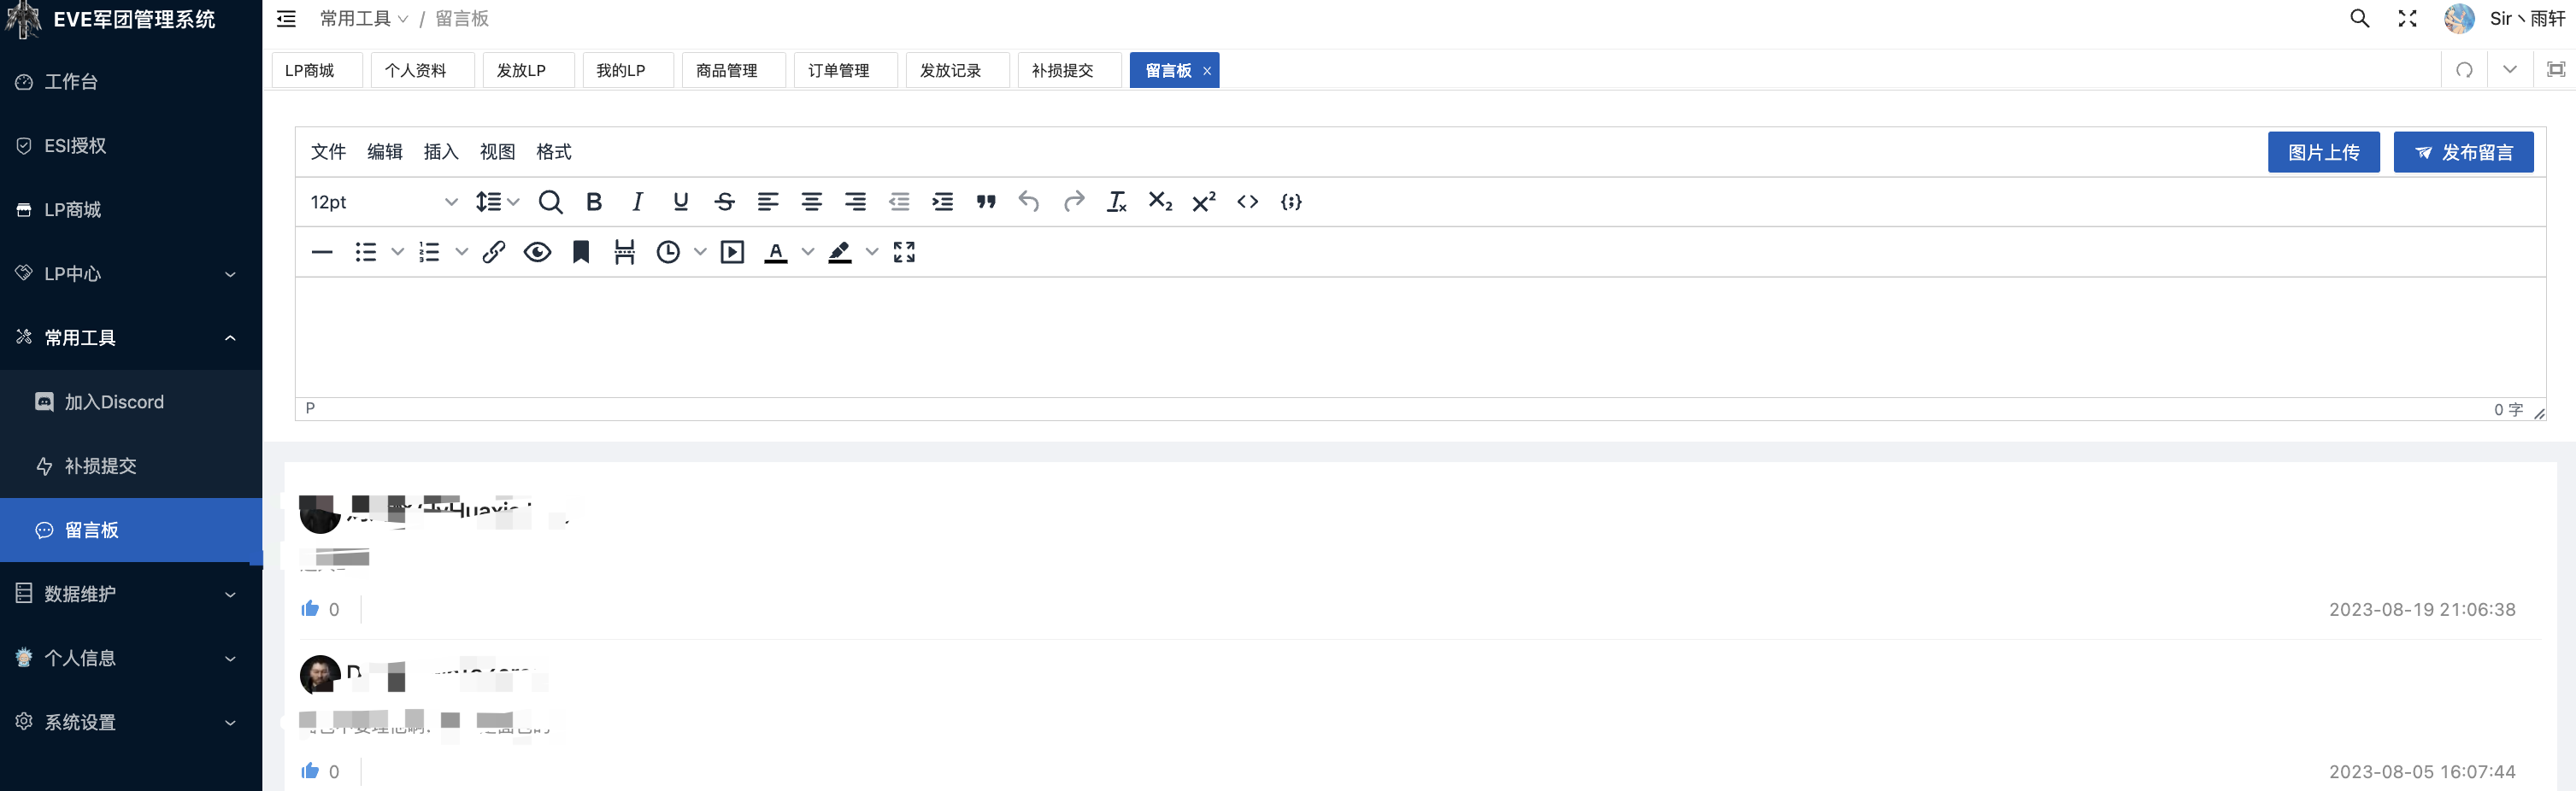 EVE军团管理系统
常用工具 / 留言板
Sir丶雨轩
LP商城 个人资料 发放LP 我的LP 商品管理 订单管理 发放记录 补损提交 留言板 ×
工作台
ESI授权
LP商城
LP中心
常用工具
加入Discord
补损提交
留言板
数据维护
个人信息
系统设置
文件 编辑 插入 视图 格式
图片上传 发布留言
12pt
P
0 字
0
2023-08-19 21:06:38
0
2023-08-05 16:07:44